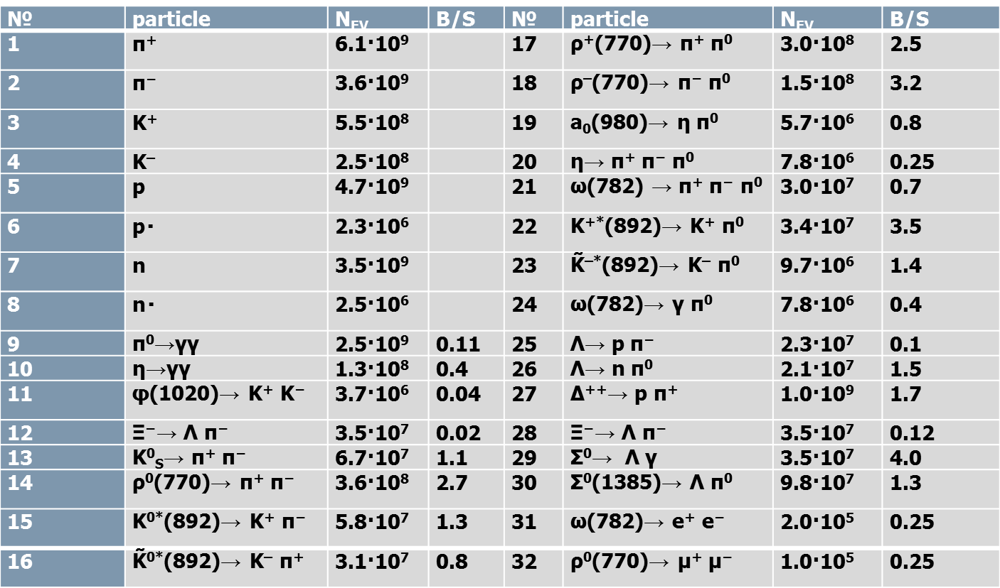 № particle N_EV B/S № particle N_EV B/S
1 π⁺ 6.1·10⁹ 17 ρ⁺(770)→ π⁺ π⁰ 3.0·10⁸ 2.5
2 π⁻ 3.6·10⁹ 18 ρ⁻(770)→ π⁻ π⁰ 1.5·10⁸ 3.2
3 K⁺ 5.5·10⁸ 19 a₀(980)→ η π⁰ 5.7·10⁶ 0.8
4 K⁻ 2.5·10⁸ 20 η→ π⁺ π⁻ π⁰ 7.8·10⁶ 0.25
5 p 4.7·10⁹ 21 ω(782) → π⁺ π⁻ π⁰ 3.0·10⁷ 0.7
6 p· 2.3·10⁶ 22 K⁺*(892)→ K⁺ π⁰ 3.4·10⁷ 3.5
7 n 3.5·10⁹ 23 K̃⁻*(892)→ K⁻ π⁰ 9.7·10⁶ 1.4
8 n· 2.5·10⁶ 24 ω(782)→ γ π⁰ 7.8·10⁶ 0.4
9 π⁰→γγ 2.5·10⁹ 0.11 25 Λ→ p π⁻ 2.3·10⁷ 0.1
10 η→γγ 1.3·10⁸ 0.4 26 Λ→ n π⁰ 2.1·10⁷ 1.5
11 φ(1020)→ K⁺ K⁻ 3.7·10⁶ 0.04 27 Δ⁺⁺→ p π⁺ 1.0·10⁹ 1.7
12 Ξ⁻→ Λ π⁻ 3.5·10⁷ 0.02 28 Ξ⁻→ Λ π⁻ 3.5·10⁷ 0.12
13 K⁰_S→ π⁺ π⁻ 6.7·10⁷ 1.1 29 Σ⁰→ Λ γ 3.5·10⁷ 4.0
14 ρ⁰(770)→ π⁺ π⁻ 3.6·10⁸ 2.7 30 Σ⁰(1385)→ Λ π⁰ 9.8·10⁷ 1.3
15 K⁰*(892)→ K⁺ π⁻ 5.8·10⁷ 1.3 31 ω(782)→ e⁺ e⁻ 2.0·10⁵ 0.25
16 K̃⁰*(892)→ K⁻ π⁺ 3.1·10⁷ 0.8 32 ρ⁰(770)→ μ⁺ μ⁻ 1.0·10⁵ 0.25